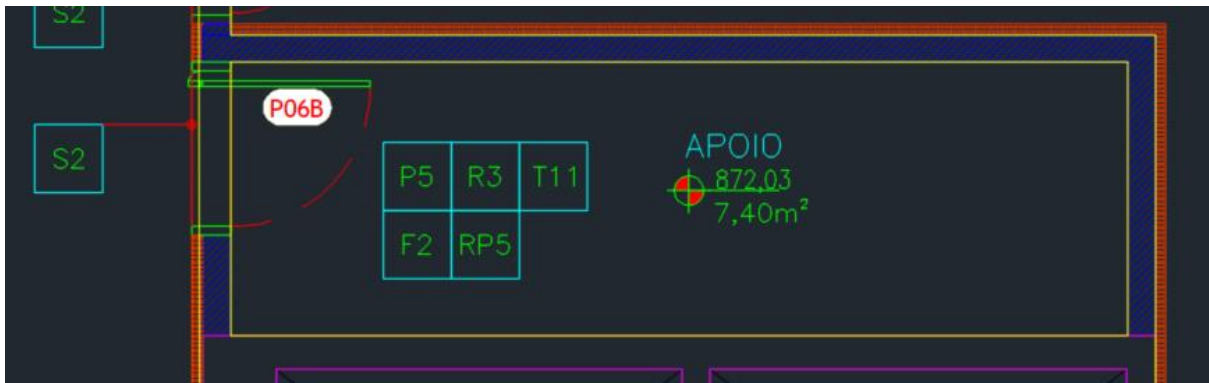 S2
P06B
S2
P5 R3 T11
F2 RP5
APOIO
872,03
7,40m²